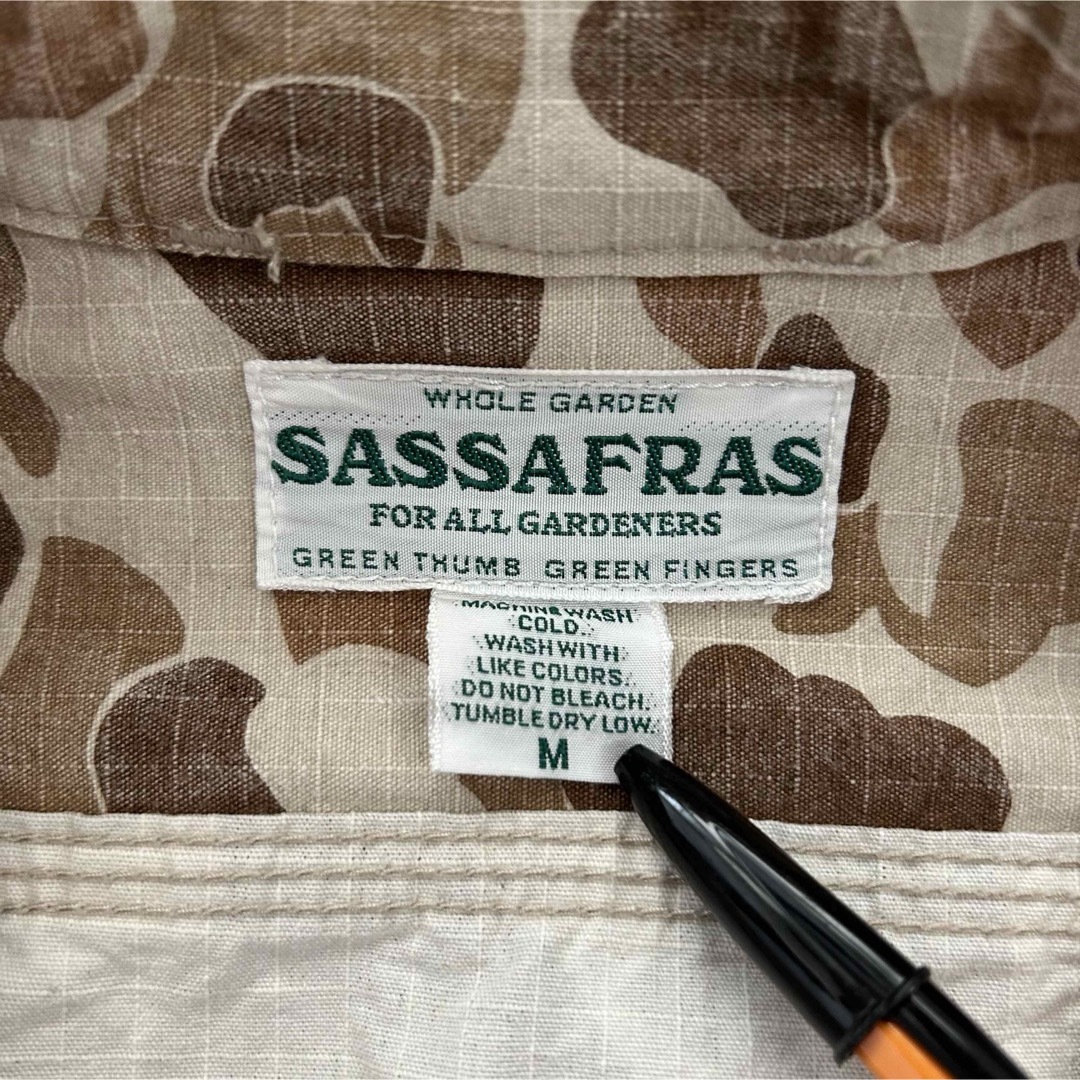 WHOLE GARDEN
SASSAFRAS
FOR ALL GARDENERS
GREEN THUMB GREEN FINGERS
MACHINE WASH
COLD.
WASH WITH
LIKE COLORS.
DO NOT BLEACH.
TUMBLE DRY LOW.
M